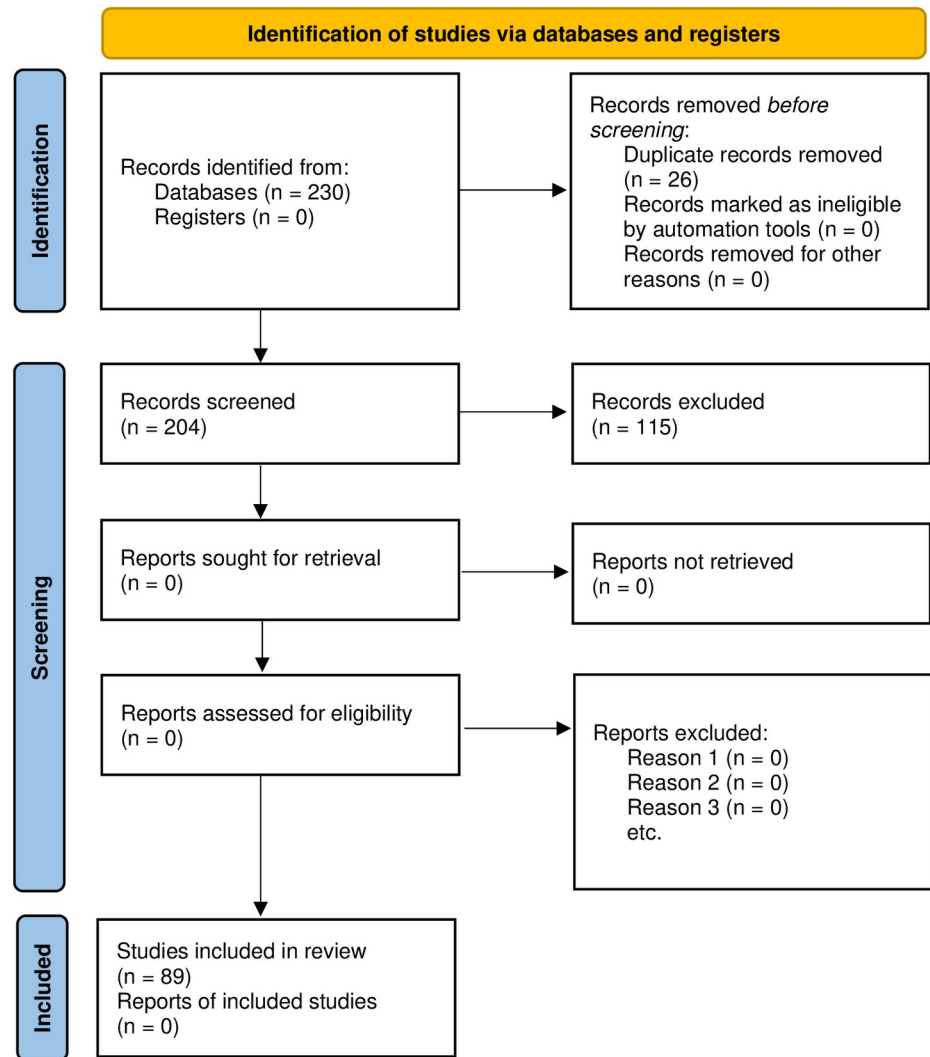 Identification of studies via databases and registers
Identification
Records identified from:
Databases (n = 230)
Registers (n = 0)
Records removed before
screening:
Duplicate records removed
(n = 26)
Records marked as ineligible
by automation tools (n = 0)
Records removed for other
reasons (n = 0)
Screening
Records screened
(n = 204)
Records excluded
(n = 115)
Reports sought for retrieval
(n = 0)
Reports not retrieved
(n = 0)
Reports assessed for eligibility
(n = 0)
Reports excluded:
Reason 1 (n = 0)
Reason 2 (n = 0)
Reason 3 (n = 0)
etc.
Included
Studies included in review
(n = 89)
Reports of included studies
(n = 0)